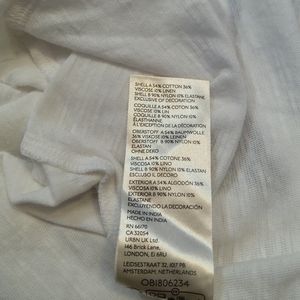 SHELL A 54% COTTON 36%
VISCOSE 10% LINEN
SHELL B 90% NYLON 10% ELASTANE
EXCLUSIVE OF DECORATION
COQUILLE A 54% COTON 36%
VISCOSE 10% LIN
COQUILLE B 90% NYLON 10%
ELASTHANNE
À L'EXCEPTION DE LA DÉCORATION
OBERSTOFF A 54% BAUMWOLLE
36% VISKOSE 10% LEINEN
OBERSTOFF B 90% NYLON 10%
ELASTAN
OHNE DEKO
SHELL A 54% COTONE 36%
VISCOSA 10% LINO
SHELL B 90% NYLON 10% ELASTAN
ESCLUSO IL DECORO
EXTERIOR A 54% ALGODÓN 36%
VISCOSA 10% LINO
EXTERIOR B 90% NYLON 10%
ELASTANE
EXCLUYENDO LA DECORACIÓN
MADE IN INDIA
HECHO EN INDIA
RN 66170
CA 32054
URBN UK Ltd
146 Brick Lane,
LONDON, E1 6RU
LEIDSESTRAAT 32, 1017 PB
AMSTERDAM, NETHERLANDS
OB1806234